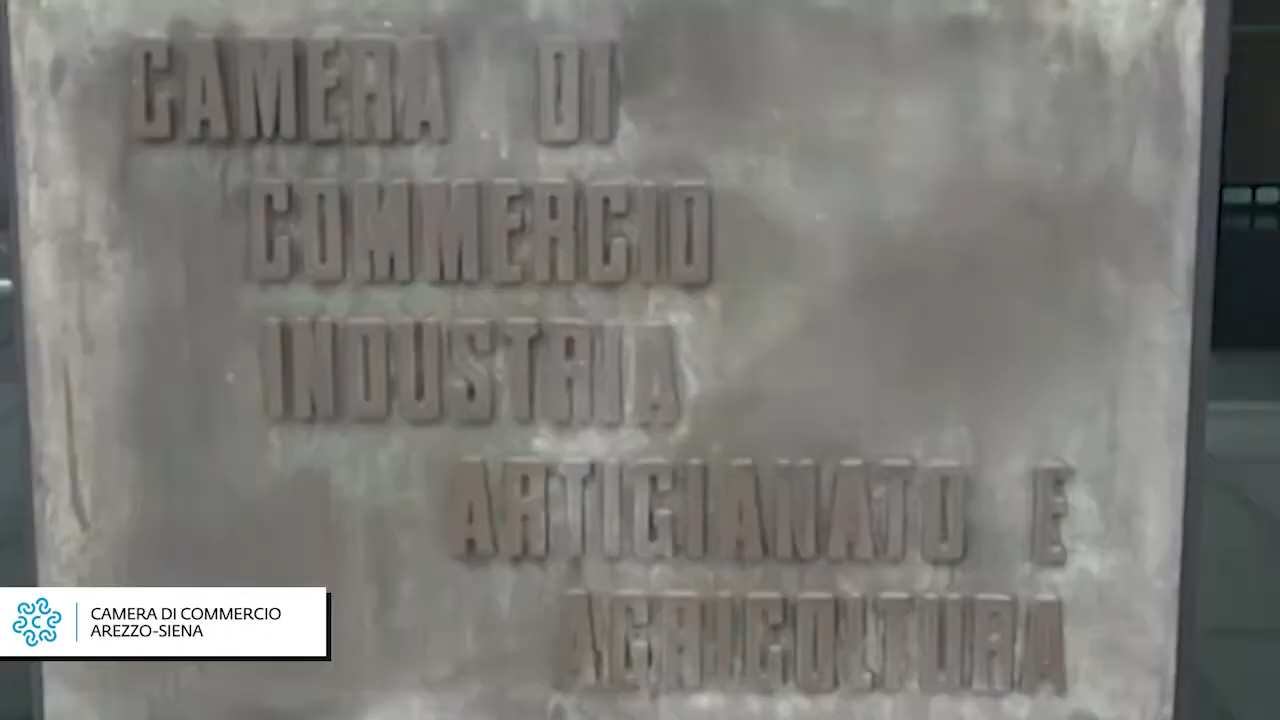 CAMERA DI
COMMERCIO
INDUSTRIA
ARTIGIANATO E
AGRICOLTURA
C
CAMERA DI COMMERCIO
AREZZO-SIENA